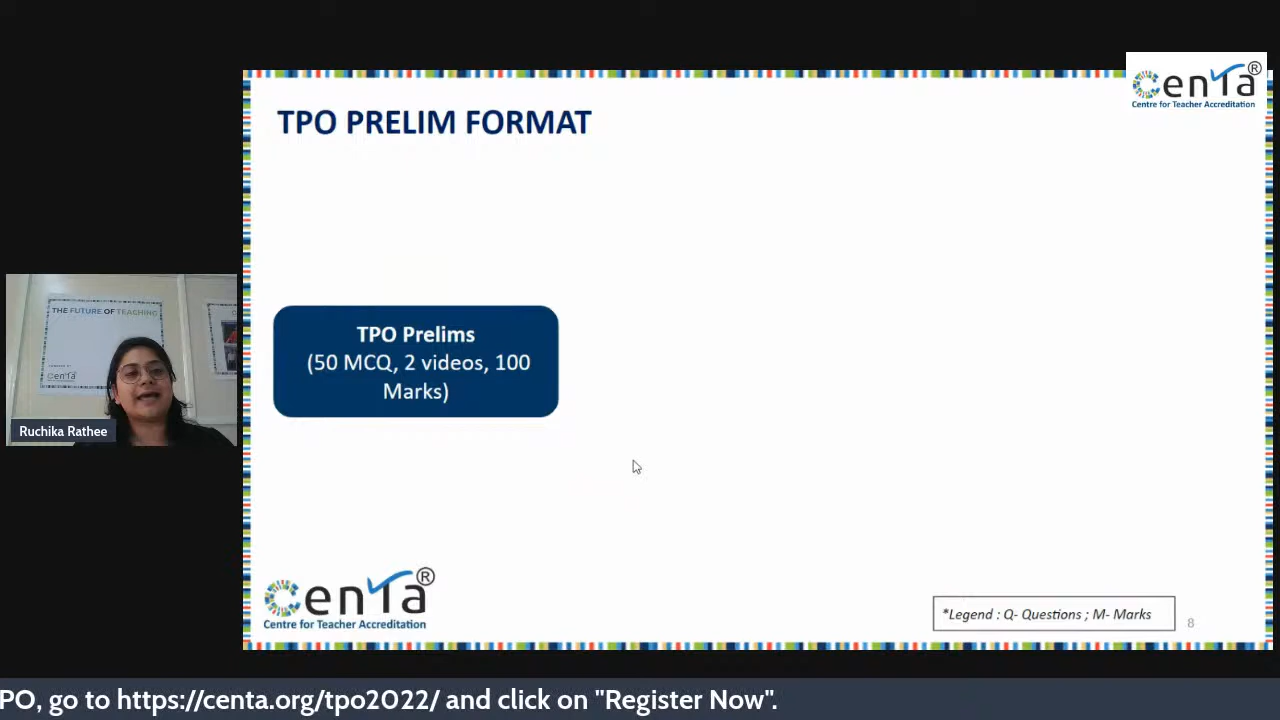 CENTA®
Centre for Teacher Accreditation
TPO PRELIM FORMAT
TPO Prelims
(50 MCQ, 2 videos, 100
Marks)
THE FUTURE OF TEACHING
Centa
Ruchika Rathee
CENTA®
Centre for Teacher Accreditation
*Legend : Q- Questions ; M- Marks
8
PO, go to https://centa.org/tpo2022/ and click on "Register Now".